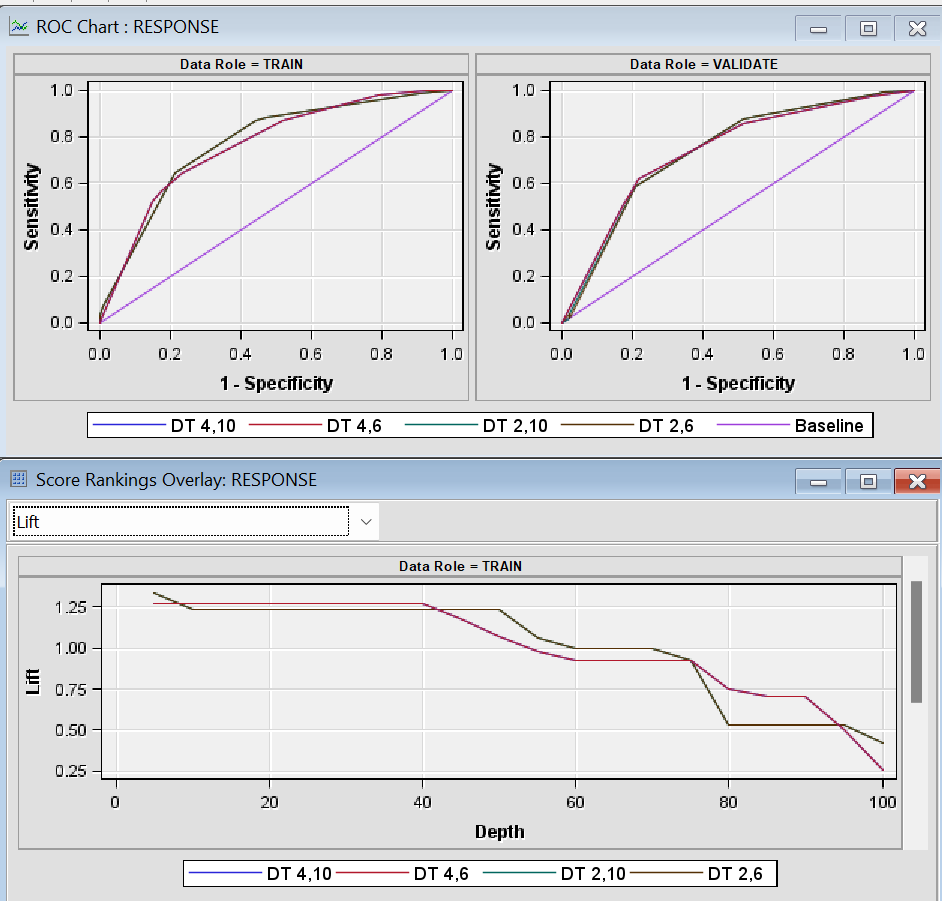 ROC Chart : RESPONSE
Data Role = TRAIN
Data Role = VALIDATE
1.0
0.8
0.6
0.4
0.2
0.0
Sensitivity
0.0 0.2 0.4 0.6 0.8 1.0
1 - Specificity
1.0
0.8
0.6
0.4
0.2
0.0
Sensitivity
0.0 0.2 0.4 0.6 0.8 1.0
1 - Specificity
DT 4,10 DT 4,6 DT 2,10 DT 2,6 Baseline
Score Rankings Overlay: RESPONSE
Lift
Data Role = TRAIN
1.25
1.00
0.75
0.50
0.25
Lift
0 20 40 60 80 100
Depth
DT 4,10 DT 4,6 DT 2,10 DT 2,6